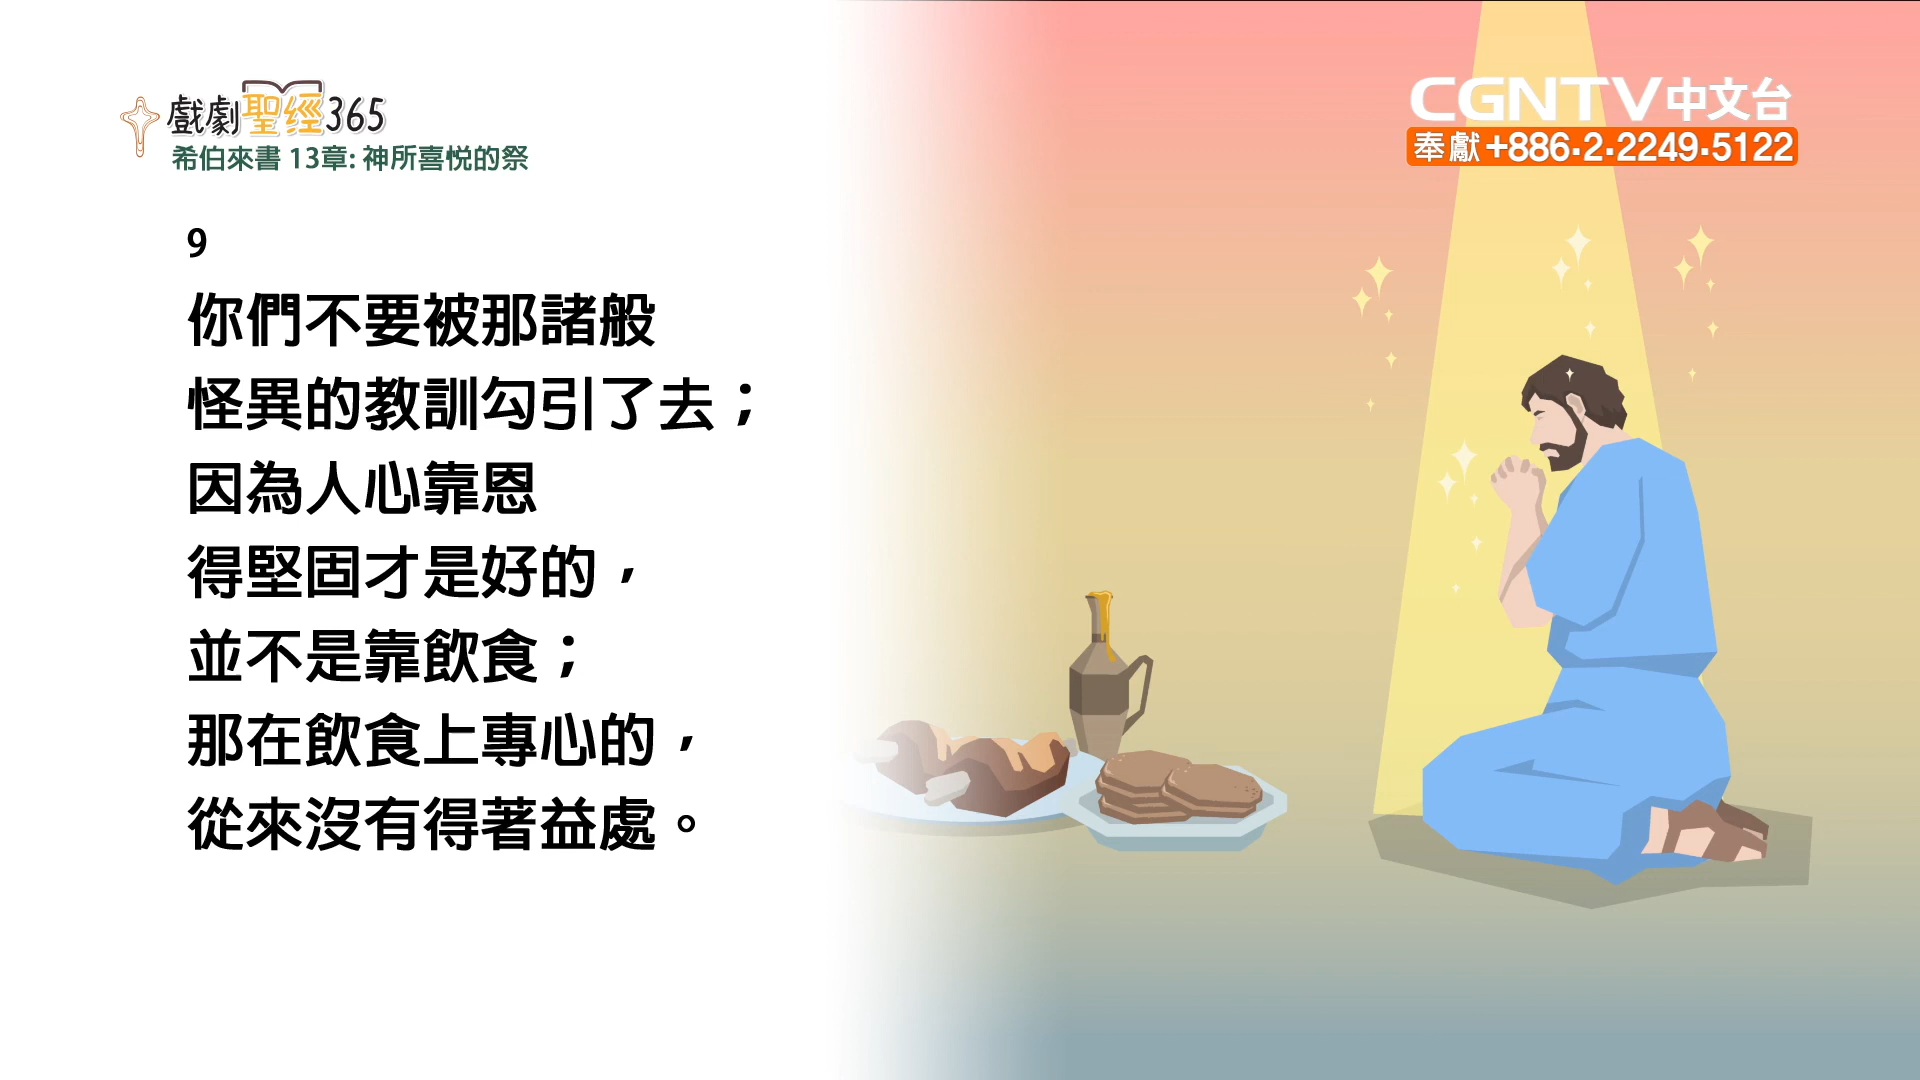 戲劇聖經365
希伯來書 13章: 神所喜悅的祭
CGNTV中文台
奉獻 +886·2·2249·5122
9
你們不要被那諸般
怪異的教訓勾引了去；
因為人心靠恩
得堅固才是好的，
並不是靠飲食；
那在飲食上專心的，
從來沒有得著益處。